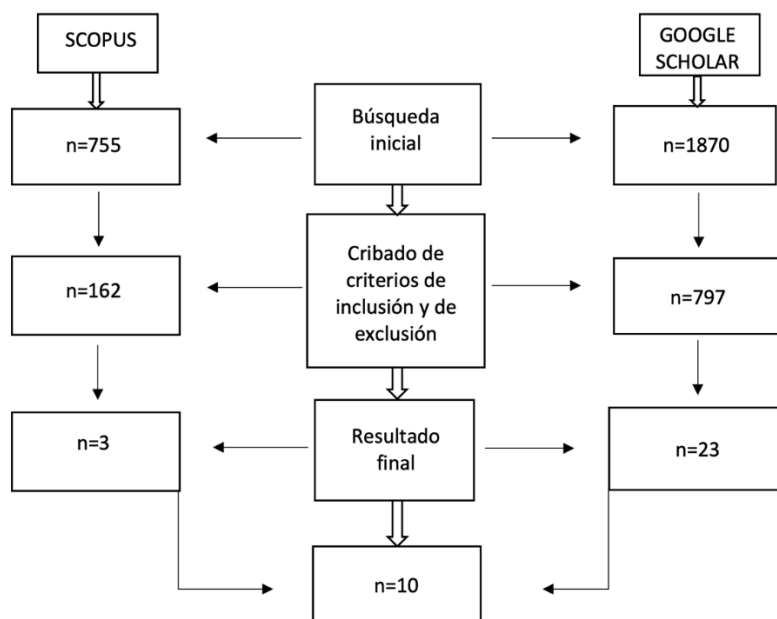 SCOPUS
GOOGLE
SCHOLAR
n=755
Búsqueda
inicial
n=1870
n=162
Cribado de
criterios de
inclusión y de
exclusión
n=797
n=3
Resultado
final
n=23
n=10